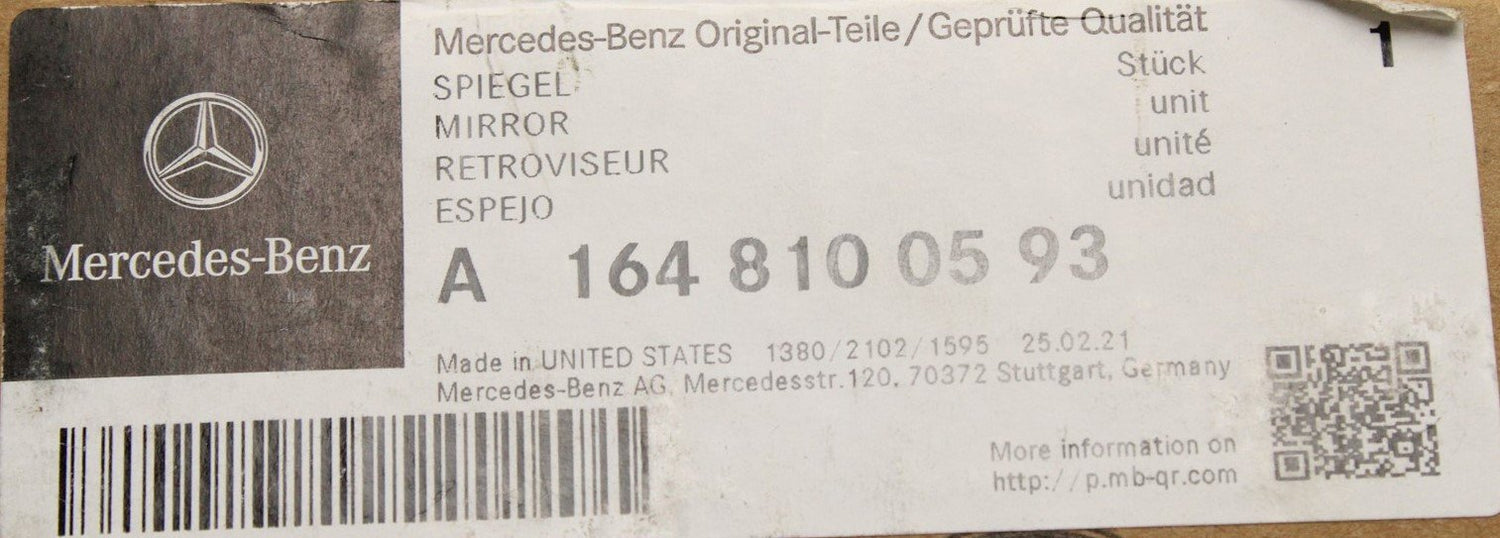 Mercedes-Benz
Mercedes-Benz Original-Teile/Geprüfte Qualität
SPIEGEL Stück 1
MIRROR unit
RETROVISEUR unité
ESPEJO unidad
A 164 810 05 93
Made in UNITED STATES 1380/2102/1595 25.02.21
Mercedes-Benz AG, Mercedesstr.120, 70372 Stuttgart, Germany
More information on
http://p.mb-qr.com